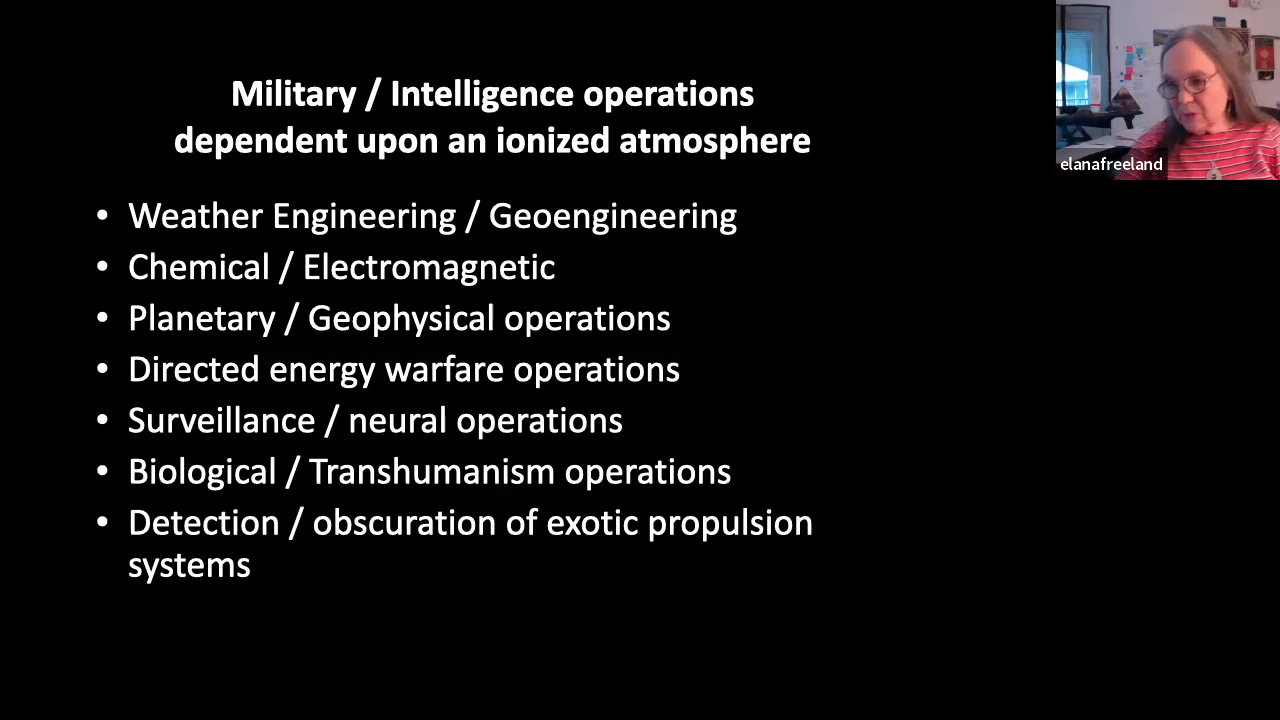 Military / Intelligence operations
dependent upon an ionized atmosphere
• Weather Engineering / Geoengineering
• Chemical / Electromagnetic
• Planetary / Geophysical operations
• Directed energy warfare operations
• Surveillance / neural operations
• Biological / Transhumanism operations
• Detection / obscuration of exotic propulsion
systems
elanafreeland